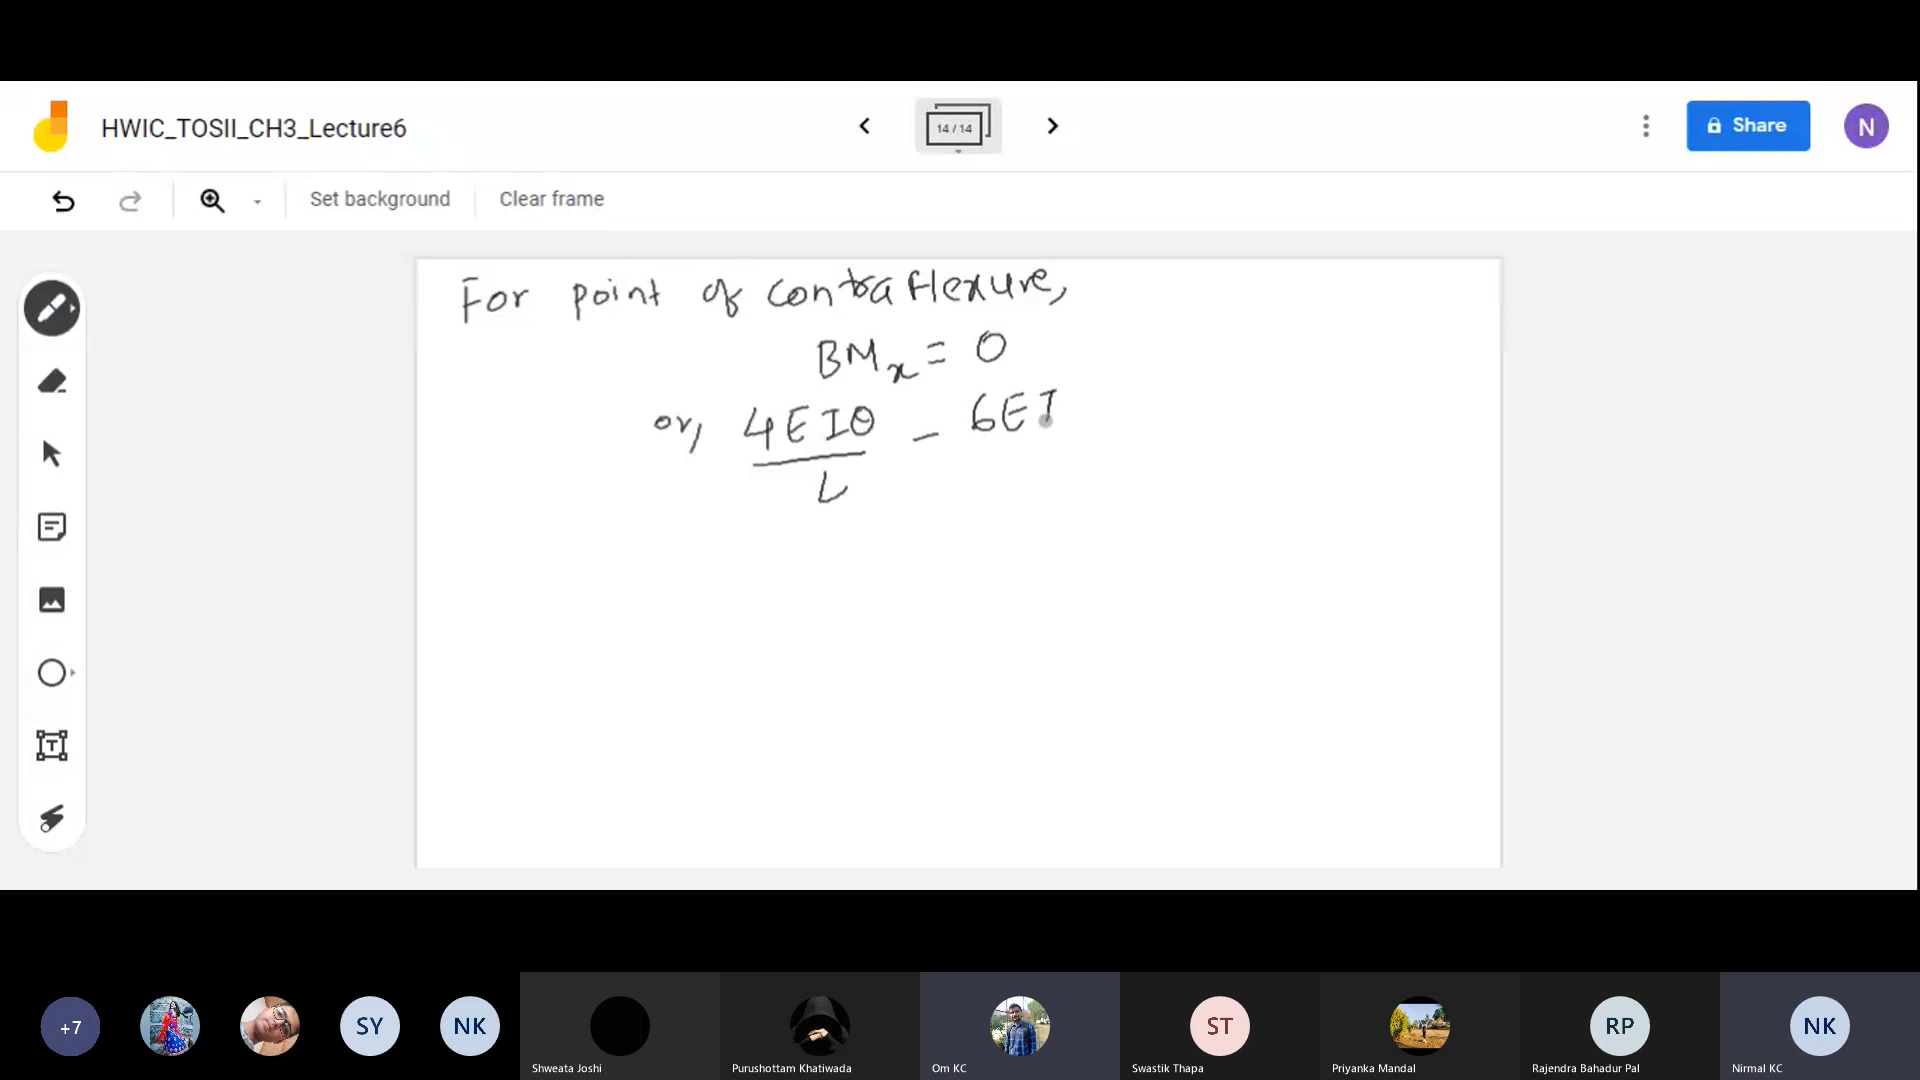 HWIC_TOSII_CH3_Lecture6
14 / 14
Share
N
Set background
Clear frame
For point of contraflexure,
BMx = 0
or, 4EIθ/L - 6EI
T
+7
SY
NK
ST
RP
NK
Shweata Joshi
Purushottam Khatiwada
Om KC
Swastik Thapa
Priyanka Mandal
Rajendra Bahadur Pal
Nirmal KC